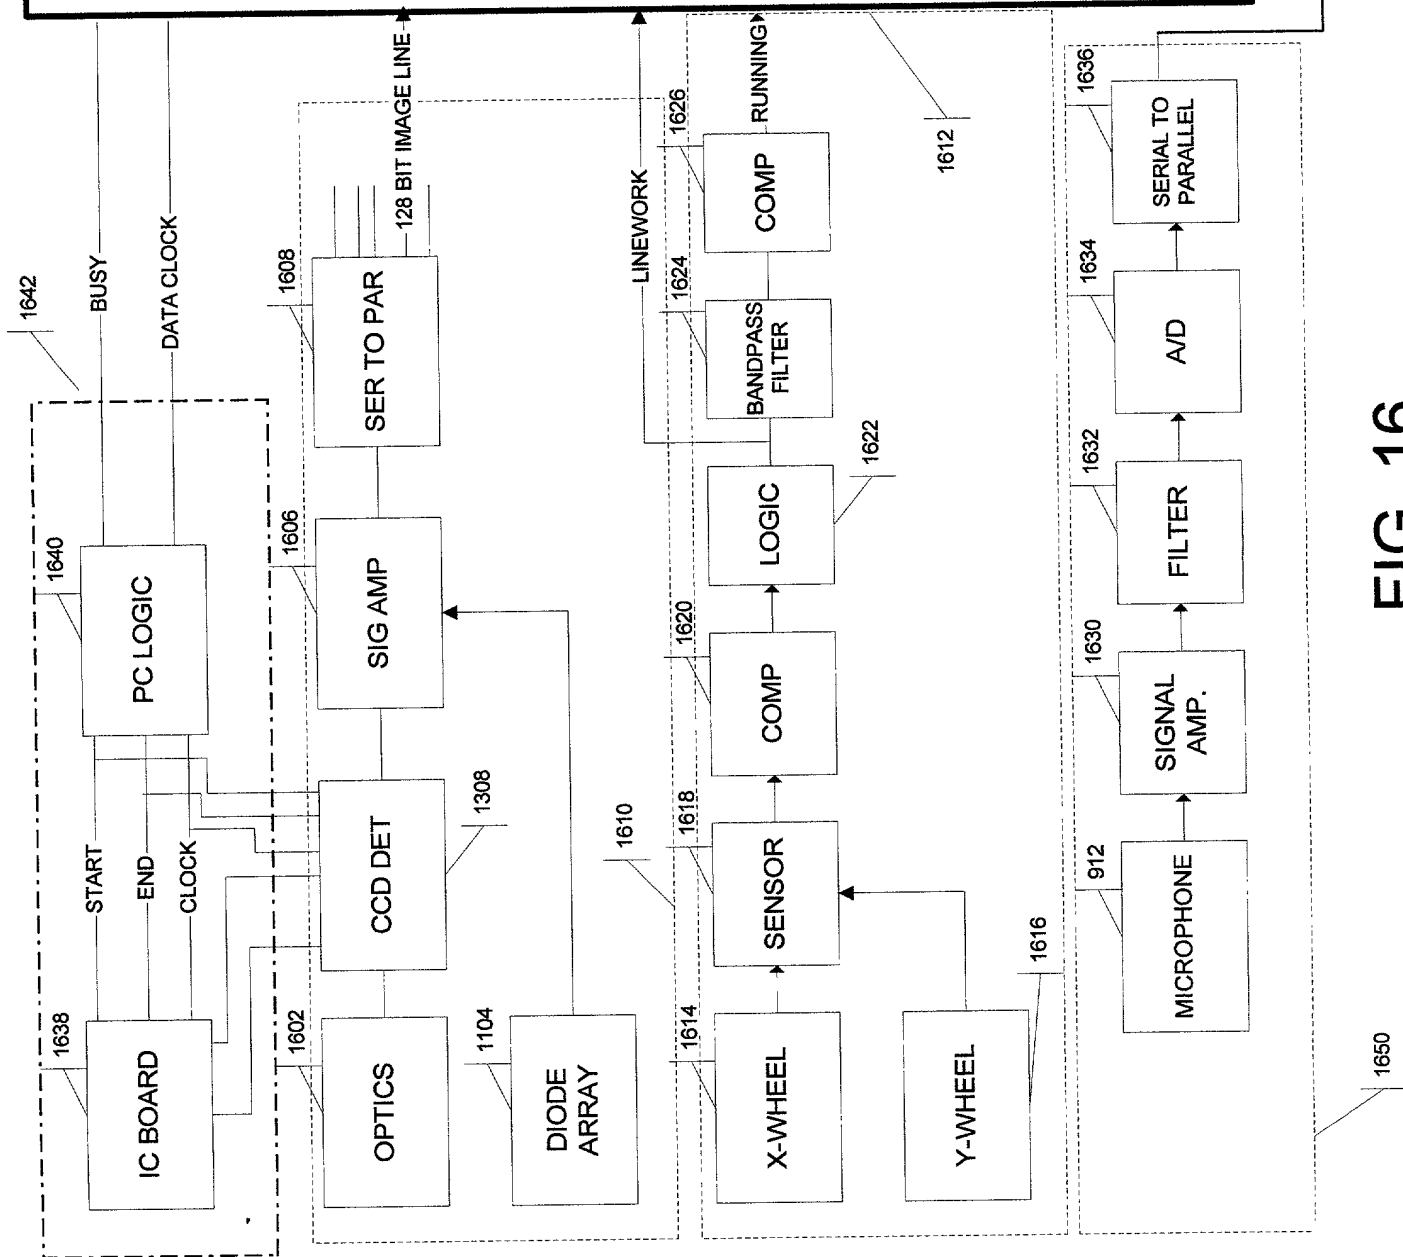 1642
BUSY
DATA CLOCK
1640
PC LOGIC
START
END
CLOCK
1638
IC BOARD
128 BIT IMAGE LINE
1608
SER TO PAR
1606
SIG AMP
CCD DET
1308
1602
OPTICS
1104
DIODE
ARRAY
1610
LINEWORK
RUNNING
1612
1626
COMP
1624
BANDPASS
FILTER
1622
LOGIC
1620
COMP
1618
SENSOR
1614
X-WHEEL
Y-WHEEL
1616
1636
SERIAL TO
PARALLEL
1634
A/D
1632
FILTER
1630
SIGNAL
AMP.
912
MICROPHONE
1650
FIG. 16